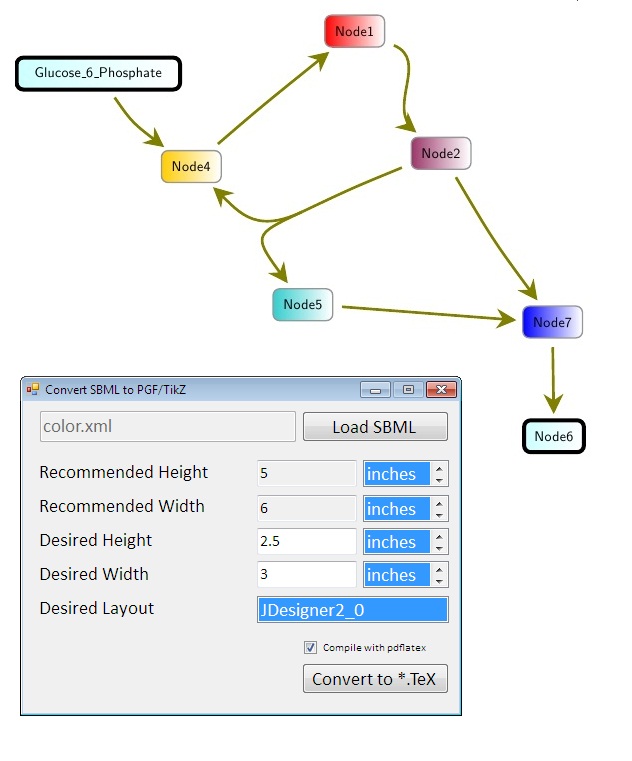 Node1
Glucose_6_Phosphate
Node2
Node4
Node5
Node7
Node6
Convert SBML to PGF/TikZ
color.xml
Load SBML
Recommended Height 5 inches
Recommended Width 6 inches
Desired Height 2.5 inches
Desired Width 3 inches
Desired Layout JDesigner2_0
Compile with pdflatex
Convert to *.TeX